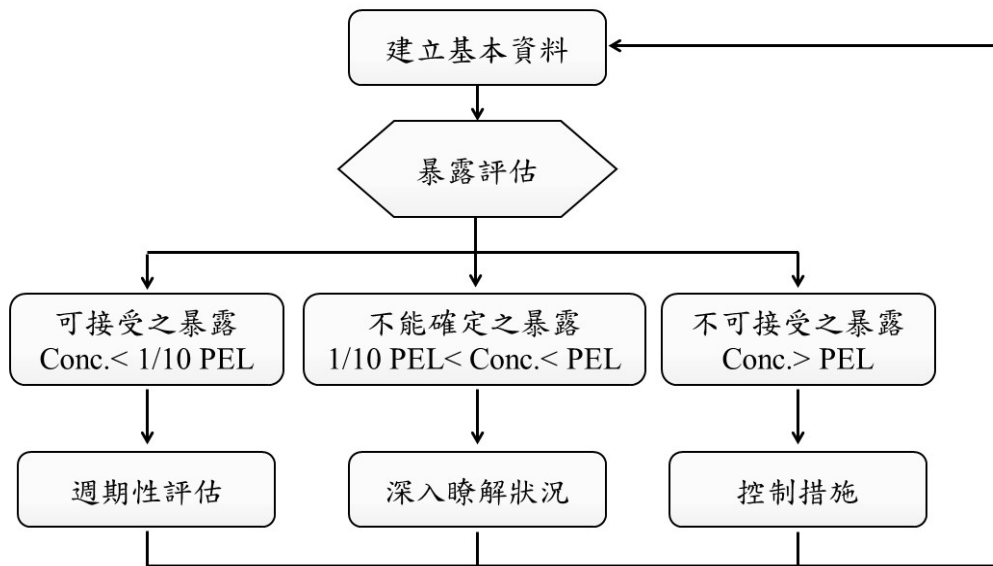 建立基本資料
暴露評估
可接受之暴露
Conc.< 1/10 PEL
不能確定之暴露
1/10 PEL< Conc.< PEL
不可接受之暴露
Conc.> PEL
週期性評估
深入瞭解狀況
控制措施